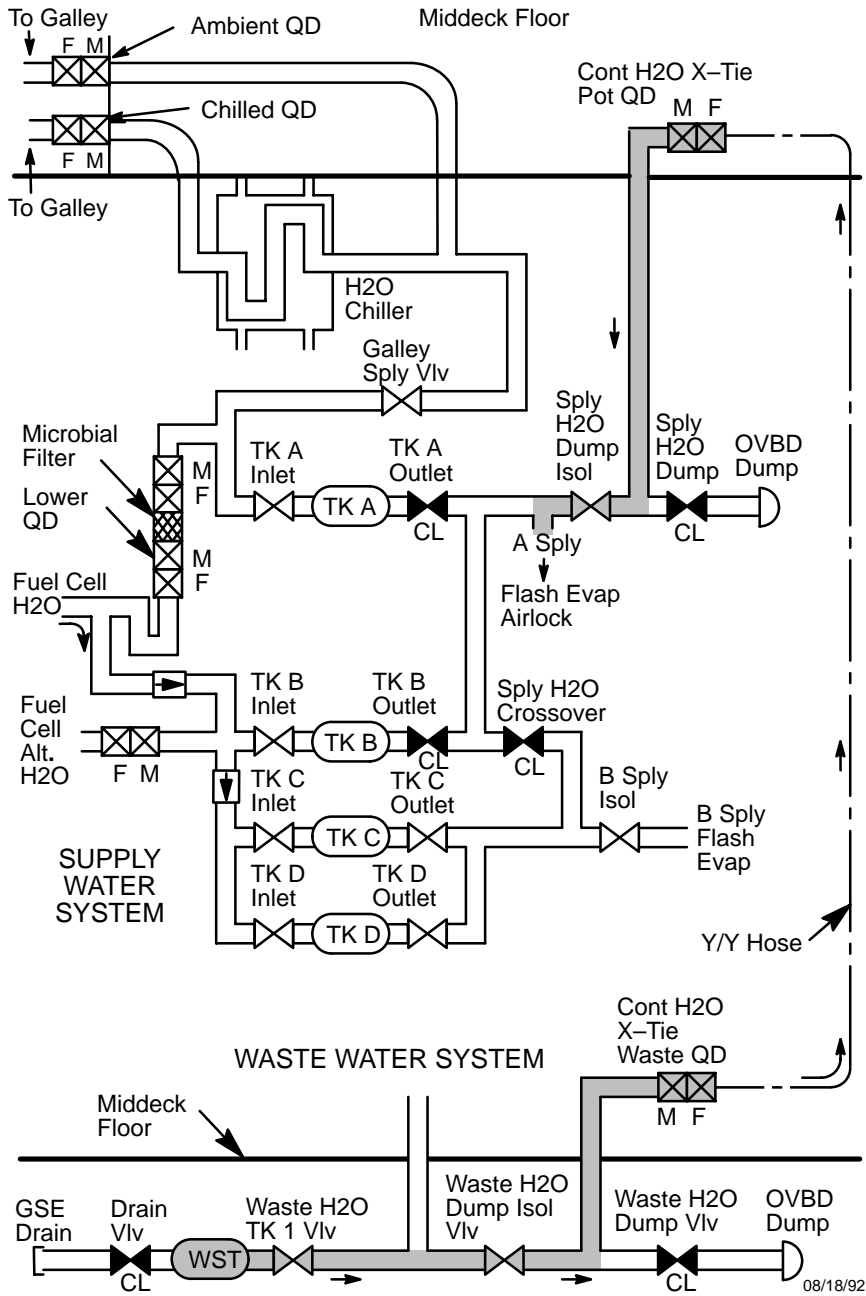 To Galley
F M
Ambient QD
Middeck Floor
Cont H2O X–Tie
Pot QD
M F
Chilled QD
F M
To Galley
H2O
Chiller
Galley
Sply Vlv
Sply
H2O
Dump
Isol
Sply
H2O
Dump
OVBD
Dump
Microbial
Filter
Lower
QD
M
F
M
F
TK A
Inlet
TK A
TK A
Outlet
CL
A Sply
CL
Flash Evap
Airlock
Fuel Cell
H2O
Fuel
Cell
Alt.
H2O
F M
TK B
Inlet
TK B
TK B
Outlet
CL
Sply H2O
Crossover
CL
TK C
Inlet
TK C
TK C
Outlet
B Sply
Isol
B Sply
Flash
Evap
SUPPLY
WATER
SYSTEM
TK D
Inlet
TK D
TK D
Outlet
Y/Y Hose
Cont H2O
X–Tie
Waste QD
M F
WASTE WATER SYSTEM
Middeck
Floor
GSE
Drain
Drain
Vlv
CL
WST
Waste H2O
TK 1 Vlv
Waste H2O
Dump Isol
Vlv
Waste H2O
Dump Vlv
CL
OVBD
Dump
08/18/92